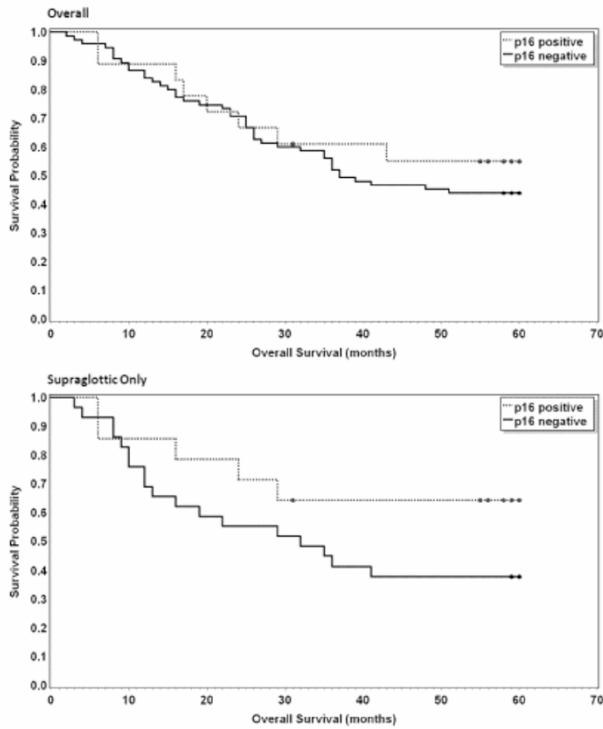 Overall
p16 positive
p16 negative
1.0
0.9
0.8
0.7
0.6
0.5
0.4
0.3
0.2
0.1
0.0
Survival Probability
0 10 20 30 40 50 60 70
Overall Survival (months)
Supraglottic Only
p16 positive
p16 negative
1.0
0.9
0.8
0.7
0.6
0.5
0.4
0.3
0.2
0.1
0.0
Survival Probability
0 10 20 30 40 50 60 70
Overall Survival (months)